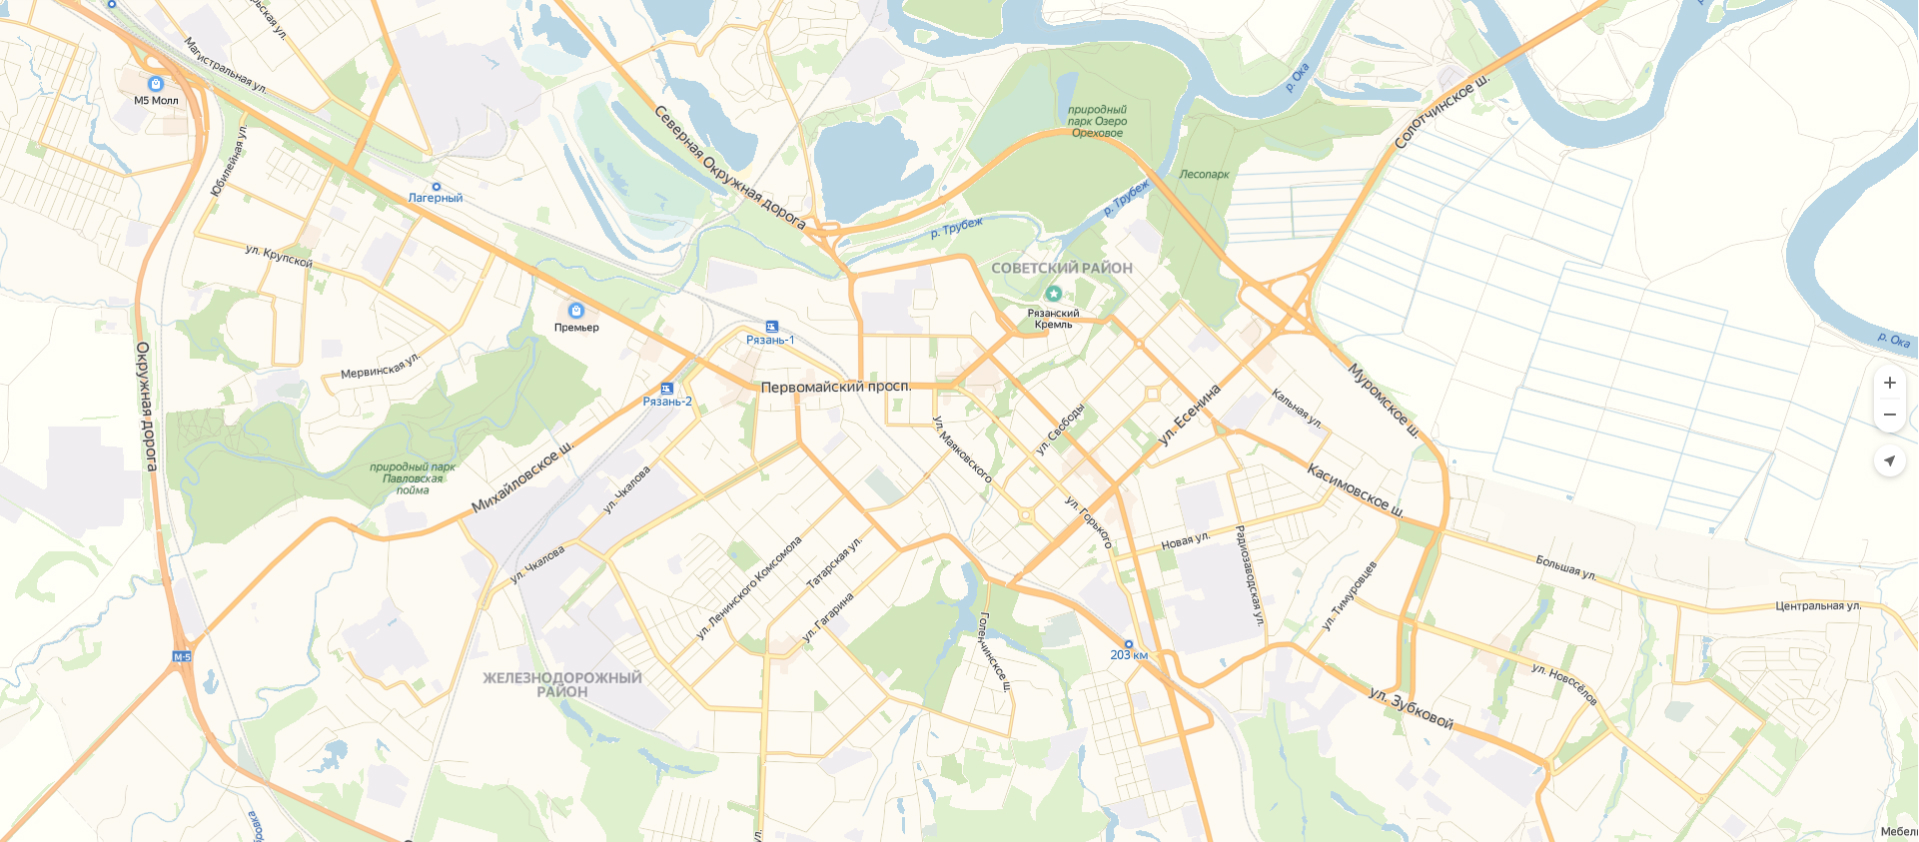 Магистральная ул.
М5 Молл
Юбилейная ул.
Лагерный
ул. Крупской
Северная Окружная дорога
природный
парк Озеро
Ореховое
Лесопарк
р. Ока
Солотчинское ш.
р. Трубеж
р. Трубеж
СОВЕТСКИЙ РАЙОН
Рязанский
Кремль
Премьер
Рязань-1
Мервинская ул.
Рязань-2
Первомайский просп.
Окружная дорога
р. Ока
Муромское ш.
Кальная ул.
ул. Есенина
ул. Свободы
ул. Маяковского
природный парк
Павловская
пойма
Михайловское ш.
ул. Чкалова
ул. Чкалова
ул. Горького
Касимовское ш.
Новая ул.
Радиозаводская ул.
Большая ул.
Центральная ул.
ул. Тимуровцев
ул. Ленинского Комсомола
Татарская ул.
ул. Гагарина
Голенчинское ш.
203 км
М-5
ЖЕЛЕЗНОДОРОЖНЫЙ
РАЙОН
ул. Новосёлов
ул. Зубковой
ул.